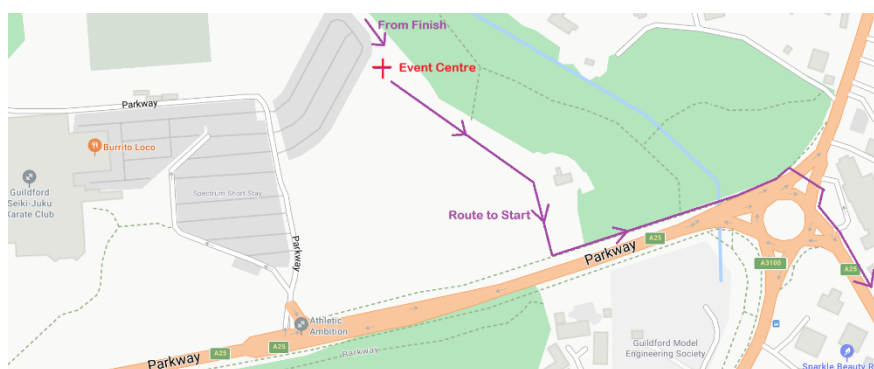 From Finish
Event Centre
Parkway
Burrito Loco
Guildford
Seiki-Juku
Karate Club
Spectrum Short Stay
Route to Start
Parkway
A25
Parkway
A25
A3100
A25
Athletic
Ambition
A25
A25
Parkway
Parkway
Guildford Model
Engineering Society
Sparkle Beauty R